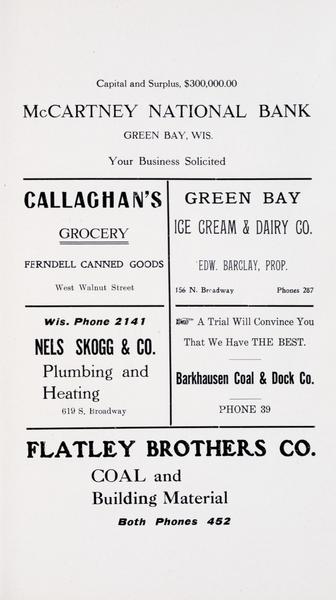 Capital and Surplus, $300,000.00
McCARTNEY NATIONAL BANK
GREEN BAY, WIS.
Your Business Solicited
CALLAGHAN'S
GROCERY
FERNDELL CANNED GOODS
West Walnut Street
GREEN BAY
ICE CREAM & DAIRY CO.
EDW. BARCLAY, PROP.
156 N. Broadway Phones 287
Wis. Phone 2141
NELS SKOGG & CO.
Plumbing and
Heating
619 S. Broadway
A Trial Will Convince You
That We Have THE BEST.
Barkhausen Coal & Dock Co.
PHONE 39
FLATLEY BROTHERS CO.
COAL and
Building Material
Both Phones 452